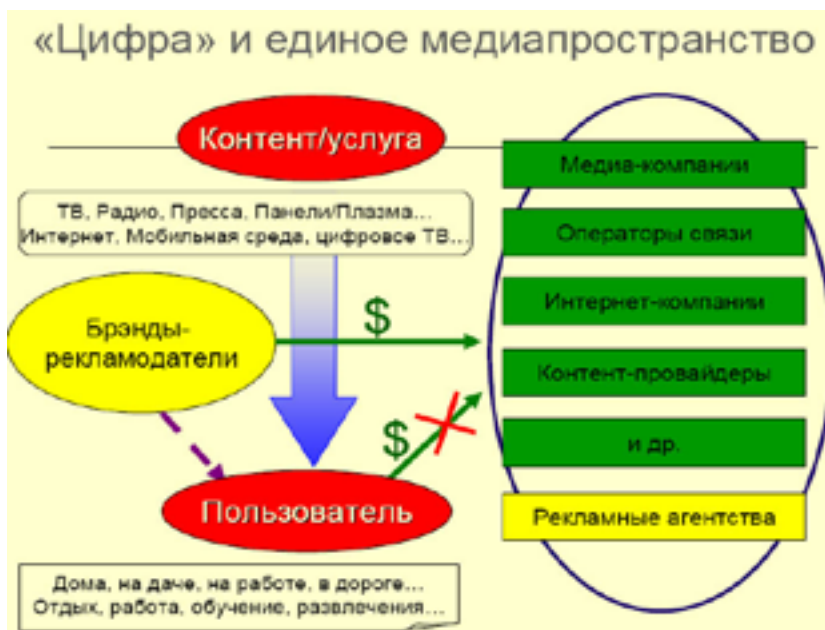 «Цифра» и единое медиапространство
Контент/услуга
ТВ, Радио, Пресса, Панели/Плазма...
Интернет, Мобильная среда, цифровое ТВ...
Брэнды-
рекламодатели
$
$
Пользователь
Дома, на даче, на работе, в дороге...
Отдых, работа, обучение, развлечения...
Медиа-компании
Операторы связи
Интернет-компании
Контент-провайдеры
и др.
Рекламные агентства